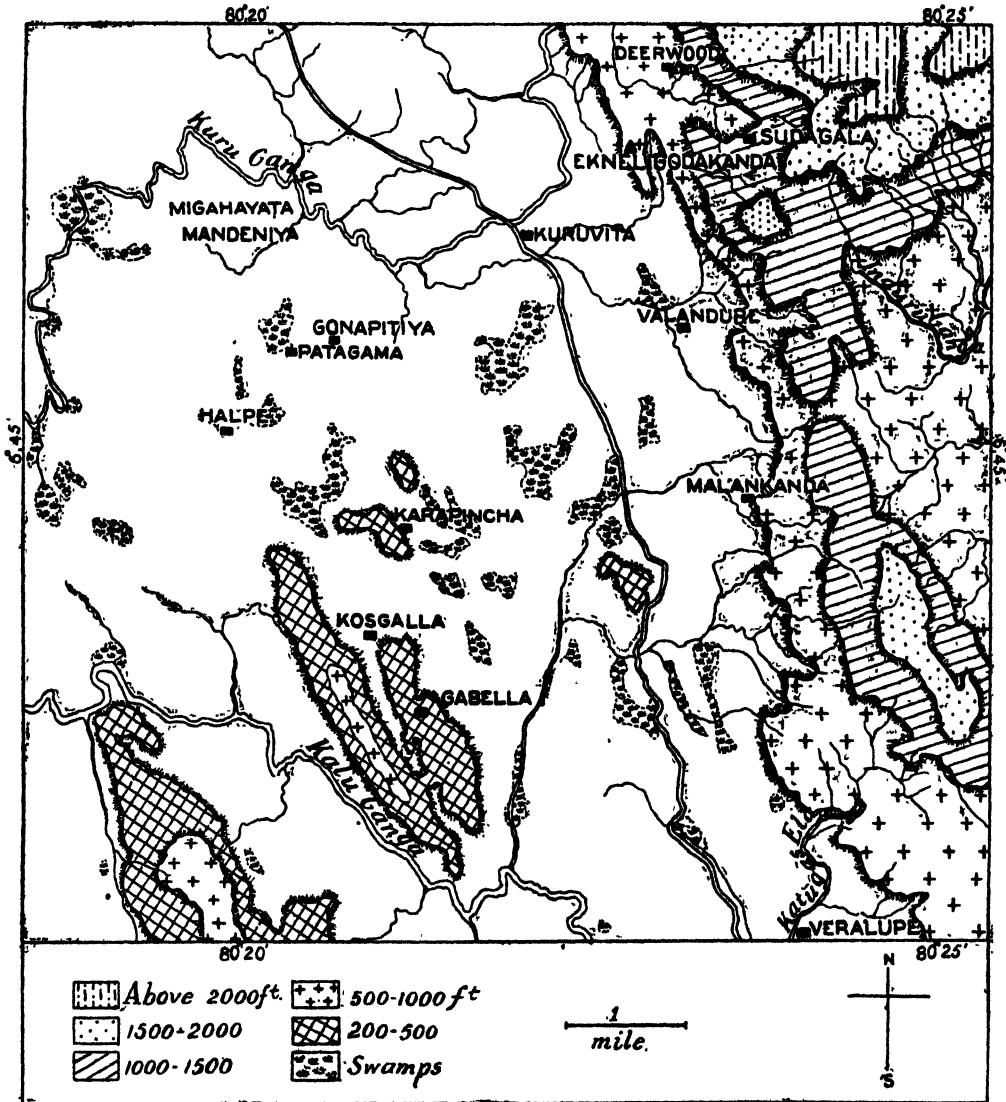 80°20'
80°25'
DEERWOOD
Kuru Ganga
SUDAGALA
MIGAHAYATA
MANDENIYA
KURUVITA
VALANDURE
GONAPITIYA
PATAGAMA
HALPE
6°.45'
6°.45'
MALANKANDA
KARAPINCHA
KOSGALLA
GABELLA
Kalu Ganga
Ela
VERALUPE
80°20'
80°25'
Above 2000ft.
500-1000 ft
1500-2000
200-500
1000-1500
Swamps
1
mile.
N
S